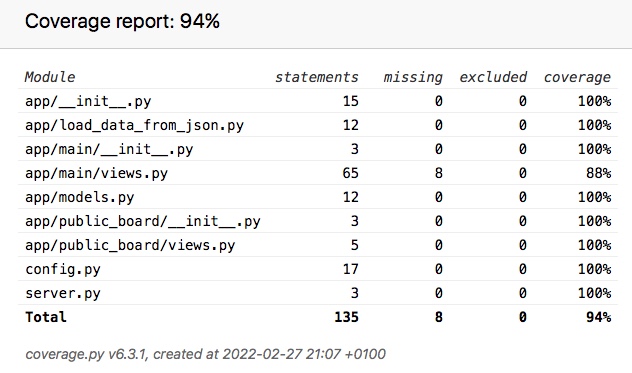 Coverage report: 94%
Module statements missing excluded coverage
app/__init__.py 15 0 0 100%
app/load_data_from_json.py 12 0 0 100%
app/main/__init__.py 3 0 0 100%
app/main/views.py 65 8 0 88%
app/models.py 12 0 0 100%
app/public_board/__init__.py 3 0 0 100%
app/public_board/views.py 5 0 0 100%
config.py 17 0 0 100%
server.py 3 0 0 100%
Total 135 8 0 94%
coverage.py v6.3.1, created at 2022-02-27 21:07 +0100